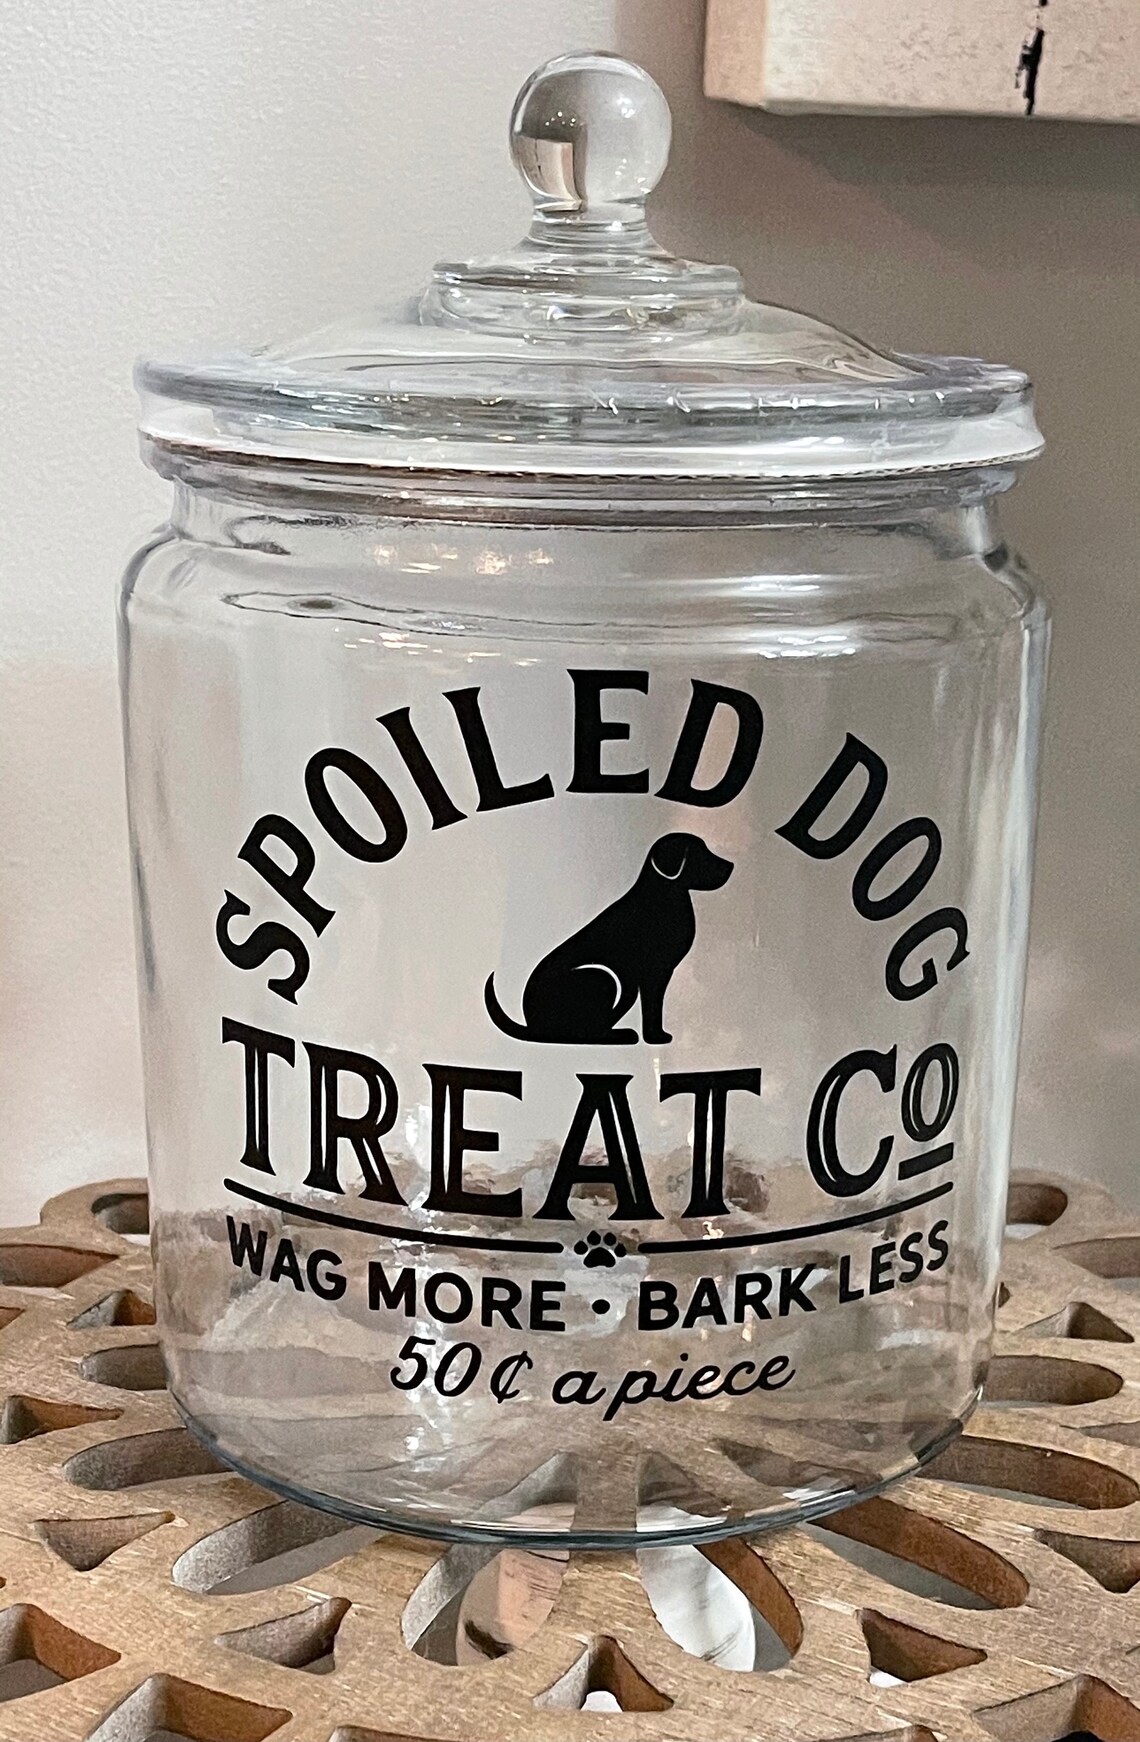 SPOILED DOG
TREAT Co
WAG MORE • BARK LESS
50¢ a piece